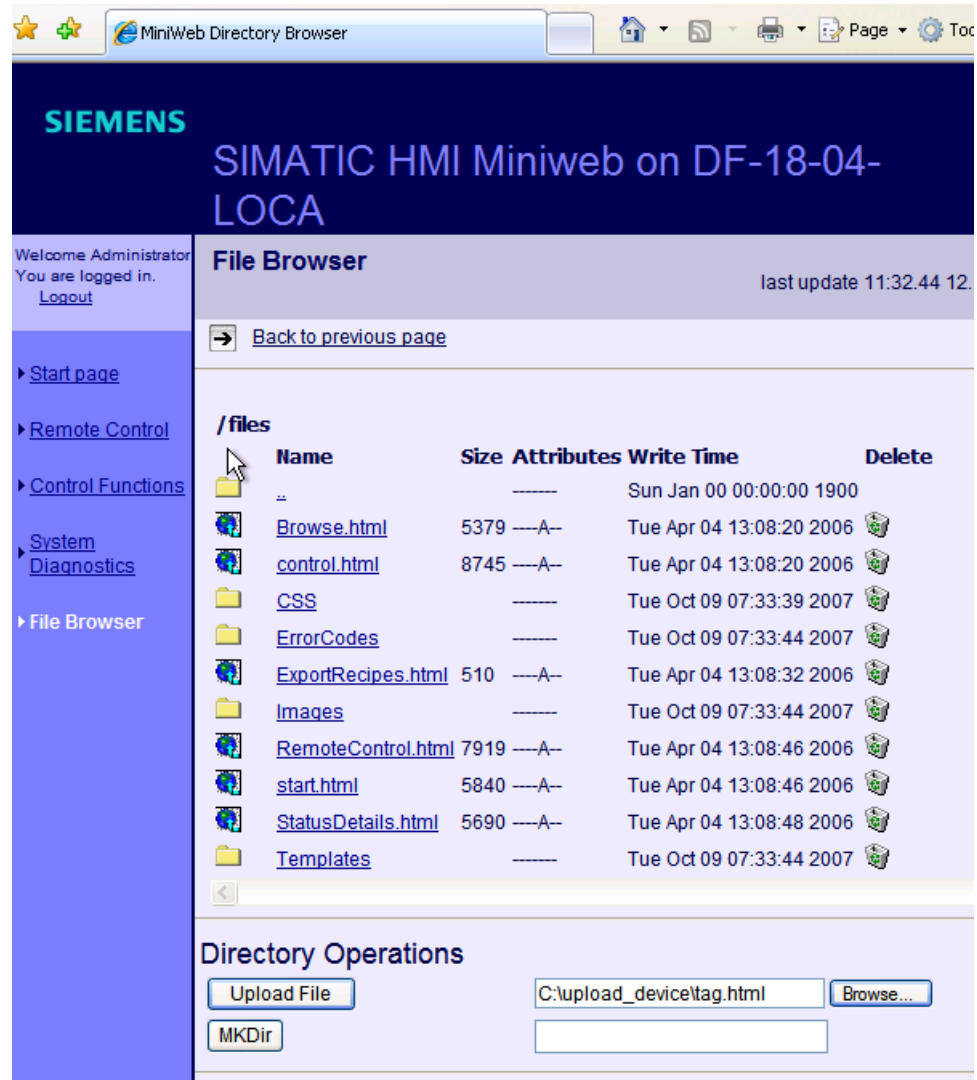 MiniWeb Directory Browser
Page
SIEMENS
SIMATIC HMI Miniweb on DF-18-04-
LOCA
Welcome Administrator
You are logged in.
Logout
File Browser
last update 11:32.44 12.
Back to previous page
Start page
Remote Control
Control Functions
System
Diagnostics
File Browser
/files
Name Size Attributes Write Time Delete
.. ------- Sun Jan 00 00:00:00 1900
Browse.html 5379 ----A-- Tue Apr 04 13:08:20 2006
control.html 8745 ----A-- Tue Apr 04 13:08:20 2006
CSS ------- Tue Oct 09 07:33:39 2007
ErrorCodes ------- Tue Oct 09 07:33:44 2007
ExportRecipes.html 510 ----A-- Tue Apr 04 13:08:32 2006
Images ------- Tue Oct 09 07:33:44 2007
RemoteControl.html 7919 ----A-- Tue Apr 04 13:08:46 2006
start.html 5840 ----A-- Tue Apr 04 13:08:46 2006
StatusDetails.html 5690 ----A-- Tue Apr 04 13:08:48 2006
Templates ------- Tue Oct 09 07:33:44 2007
Directory Operations
Upload File C:\upload_device\tag.html Browse...
MKDir